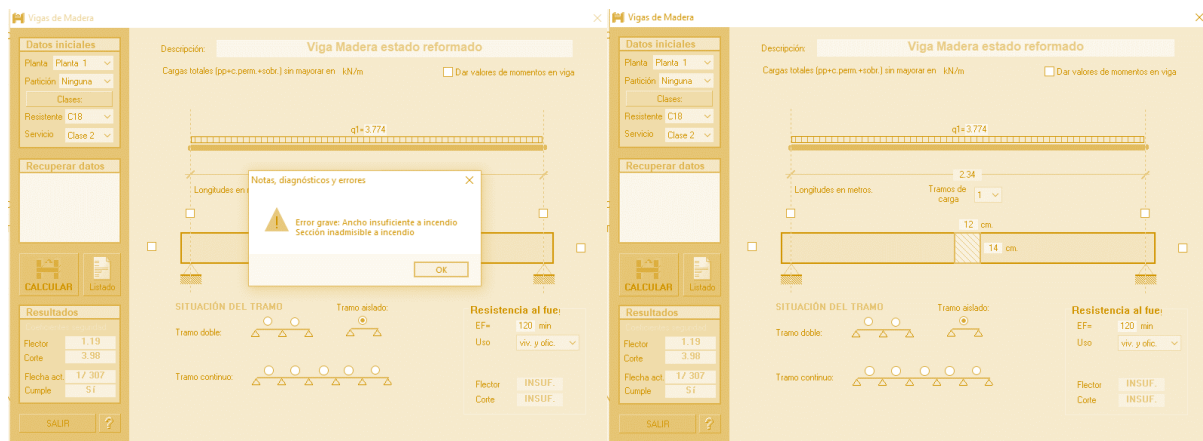 Vigas de Madera
Datos iniciales
Planta Planta 1
Partición Ninguna
Clases:
Resistente C18
Servicio Clase 2
Recuperar datos
CALCULAR Listado
Resultados
Flector 1.19
Corte 3.98
Flecha act. 1/ 307
Cumple Sí
SALIR ?
Descripción: Viga Madera estado reformado
Cargas totales (pp+c.perm.+sobr.) sin mayorar en kN/m
Dar valores de momentos en viga
q1= 3.774
Longitudes en
Notas, diagnósticos y errores
Error grave: Ancho insuficiente a incendio
Sección inadmisible a incendio
OK
SITUACIÓN DEL TRAMO Tramo aislado:
Tramo doble:
Tramo continuo:
Resistencia al fue
EF= 120 min
Uso viv. y ofic.
Flector INSUF.
Corte INSUF.
Vigas de Madera
Datos iniciales
Planta Planta 1
Partición Ninguna
Clases:
Resistente C18
Servicio Clase 2
Recuperar datos
CALCULAR Listado
Resultados
Flector 1.19
Corte 3.98
Flecha act. 1/ 307
Cumple Sí
SALIR ?
Descripción: Viga Madera estado reformado
Cargas totales (pp+c.perm.+sobr.) sin mayorar en kN/m
Dar valores de momentos en viga
q1= 3.774
2.34
Longitudes en metros. Tramos de
carga 1
12 cm.
14 cm.
SITUACIÓN DEL TRAMO Tramo aislado:
Tramo doble:
Tramo continuo:
Resistencia al fue
EF= 120 min
Uso viv. y ofic.
Flector INSUF.
Corte INSUF.